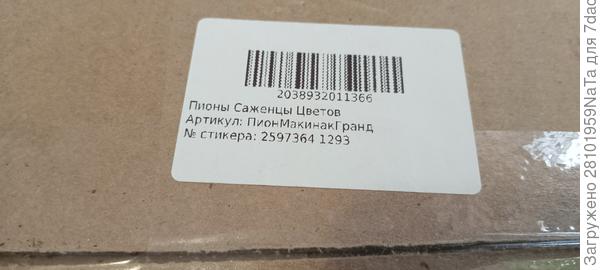 2038932011366
Пионы Саженцы Цветов
Артикул: ПионМакинакГранд
№ стикера: 2597364 1293
Загружено 28101959NaTa для 7dac